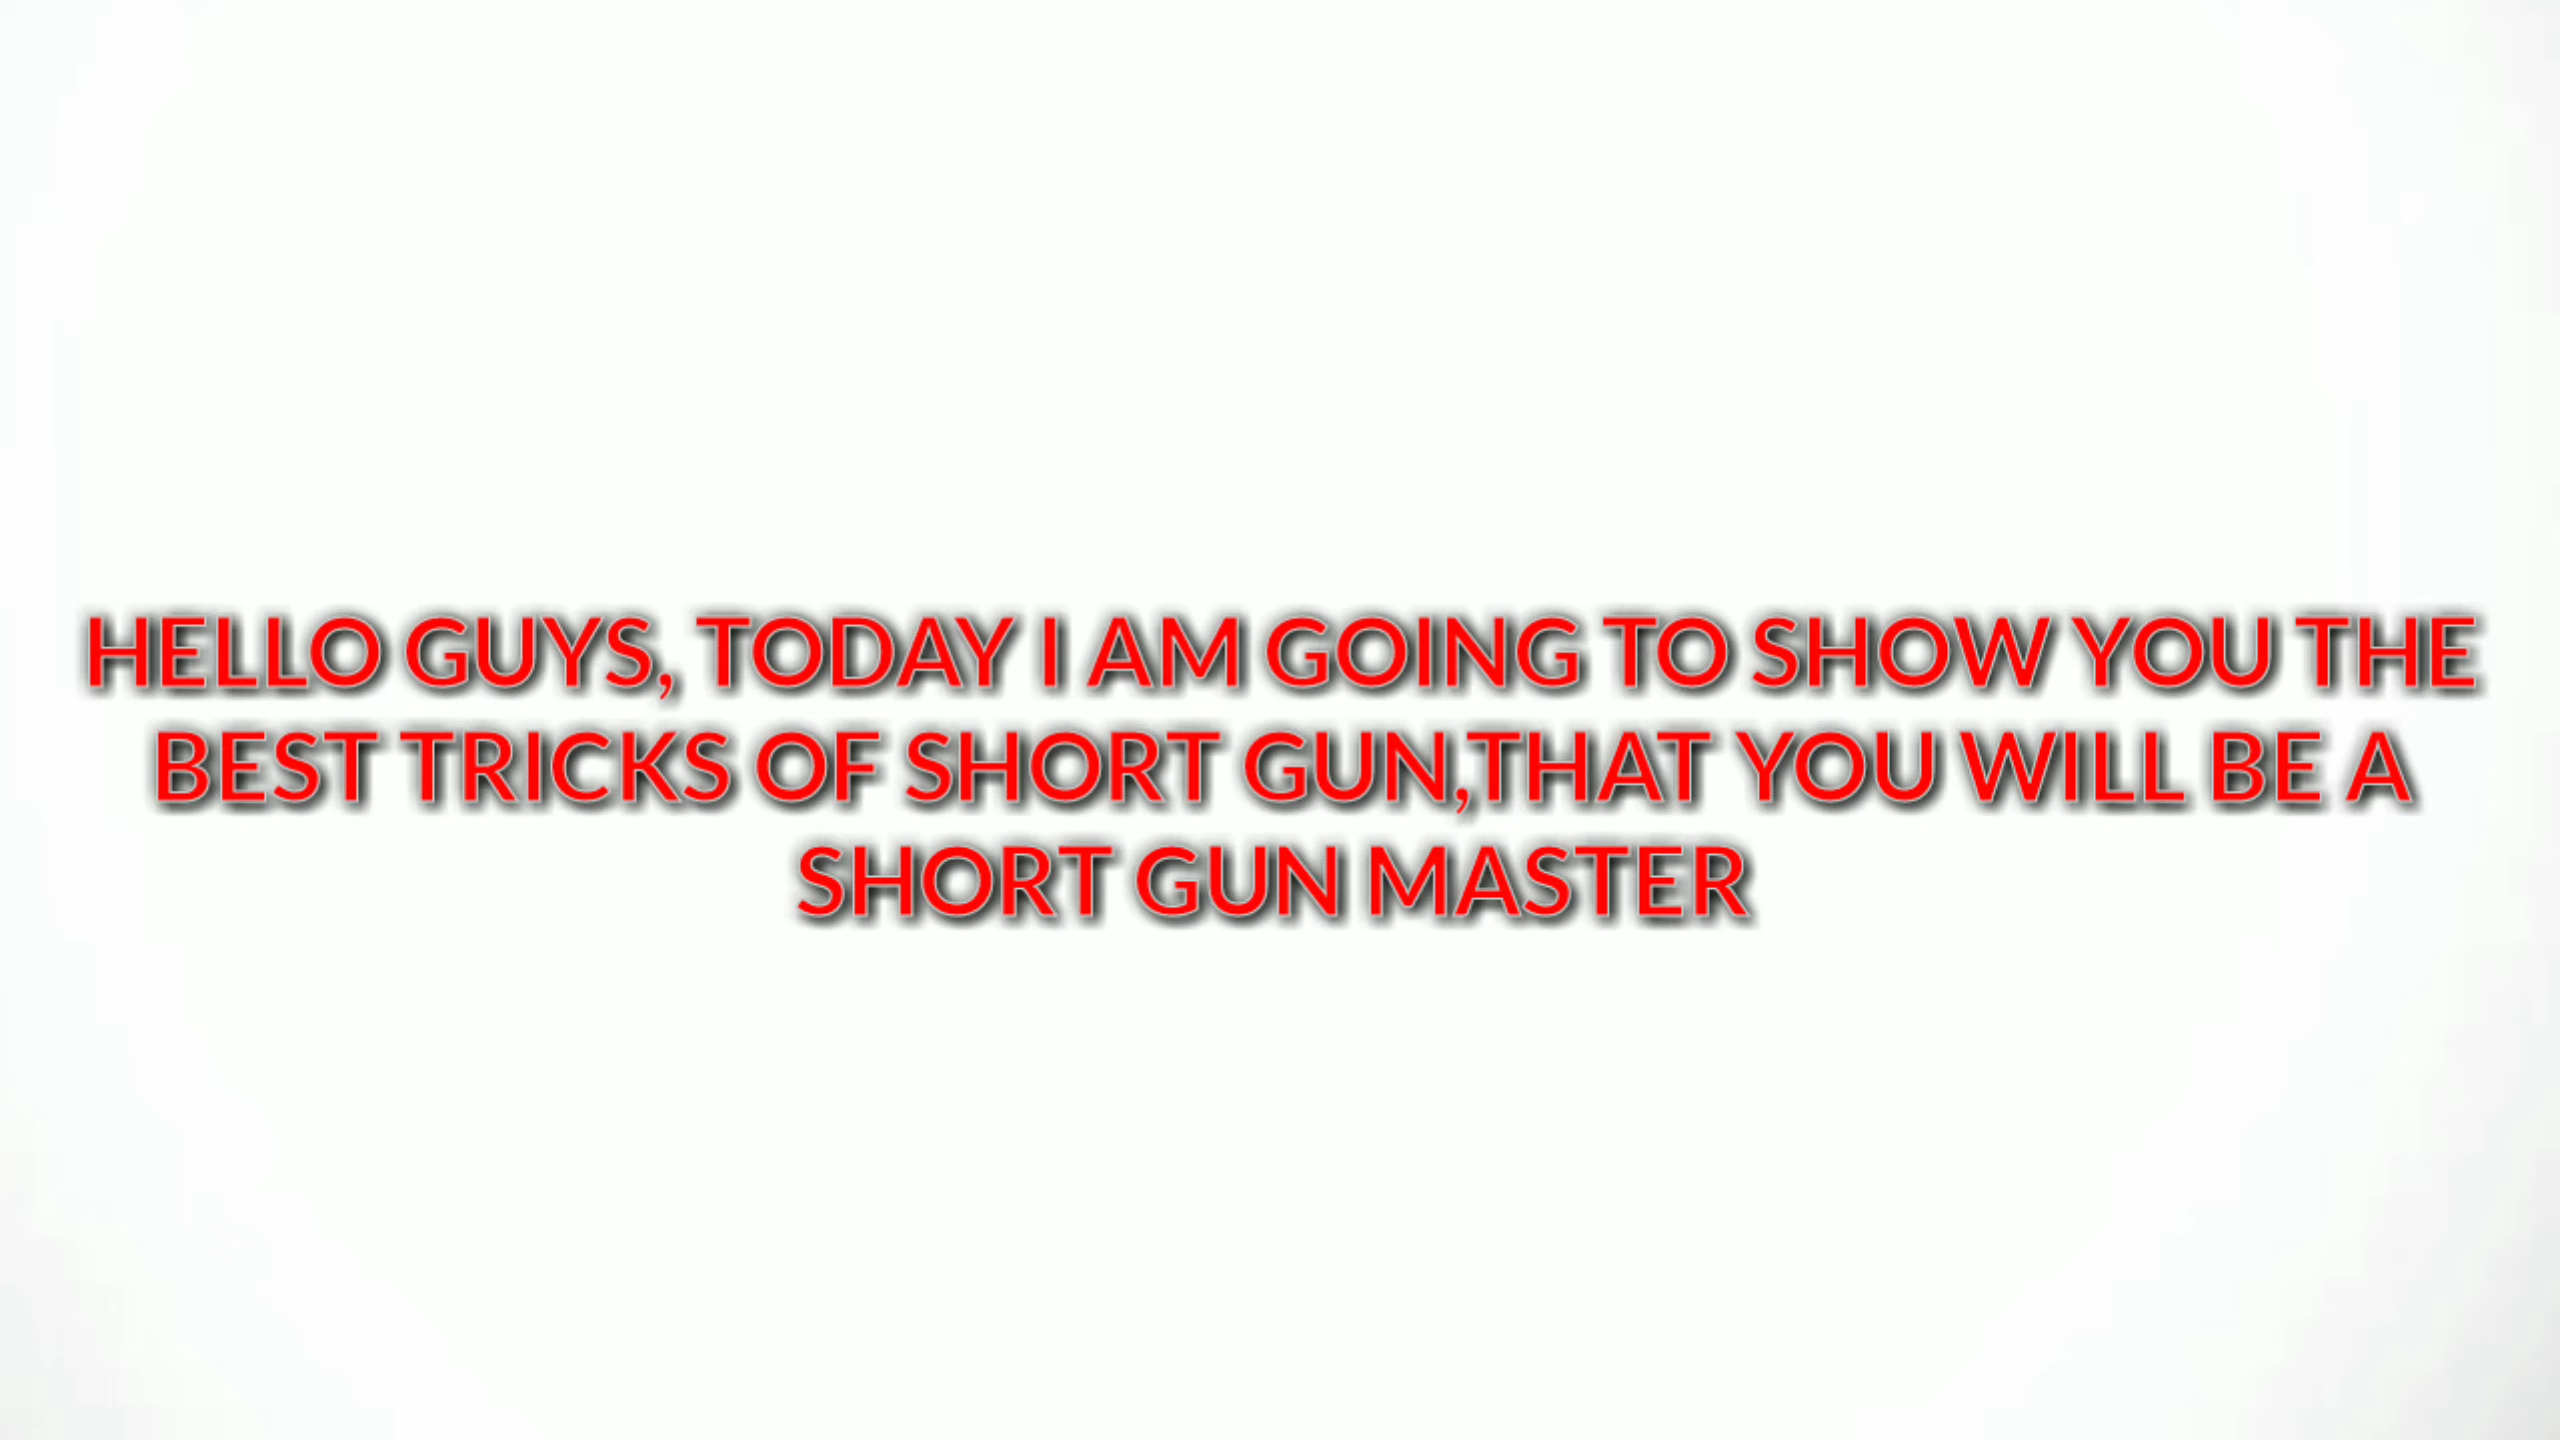 HELLO GUYS, TODAY I AM GOING TO SHOW YOU THE
BEST TRICKS OF SHORT GUN,THAT YOU WILL BE A
SHORT GUN MASTER